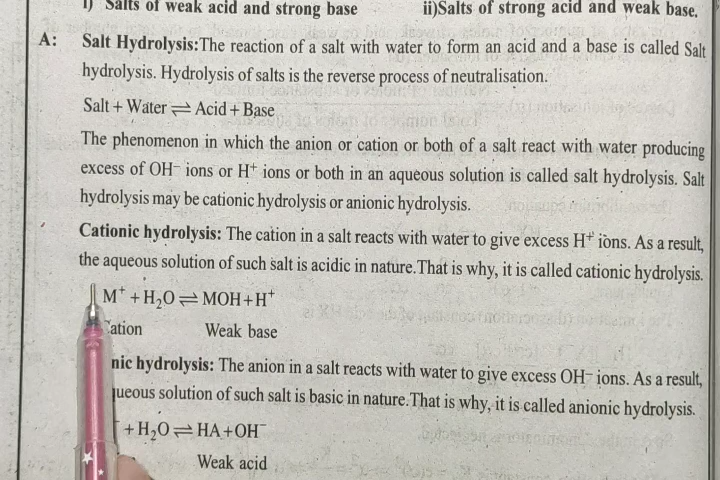 i) Salts of weak acid and strong base ii)Salts of strong acid and weak base.
A: Salt Hydrolysis:The reaction of a salt with water to form an acid and a base is called Salt
hydrolysis. Hydrolysis of salts is the reverse process of neutralisation.
Salt + Water ⇌ Acid + Base
The phenomenon in which the anion or cation or both of a salt react with water producing
excess of OH⁻ ions or H⁺ ions or both in an aqueous solution is called salt hydrolysis. Salt
hydrolysis may be cationic hydrolysis or anionic hydrolysis.
Cationic hydrolysis: The cation in a salt reacts with water to give excess H⁺ ions. As a result,
the aqueous solution of such salt is acidic in nature.That is why, it is called cationic hydrolysis.
M⁺ + H₂O ⇌ MOH+H⁺
ation Weak base
nic hydrolysis: The anion in a salt reacts with water to give excess OH⁻ ions. As a result,
queous solution of such salt is basic in nature.That is why, it is called anionic hydrolysis.
⁻ + H₂O ⇌ HA+OH⁻
Weak acid